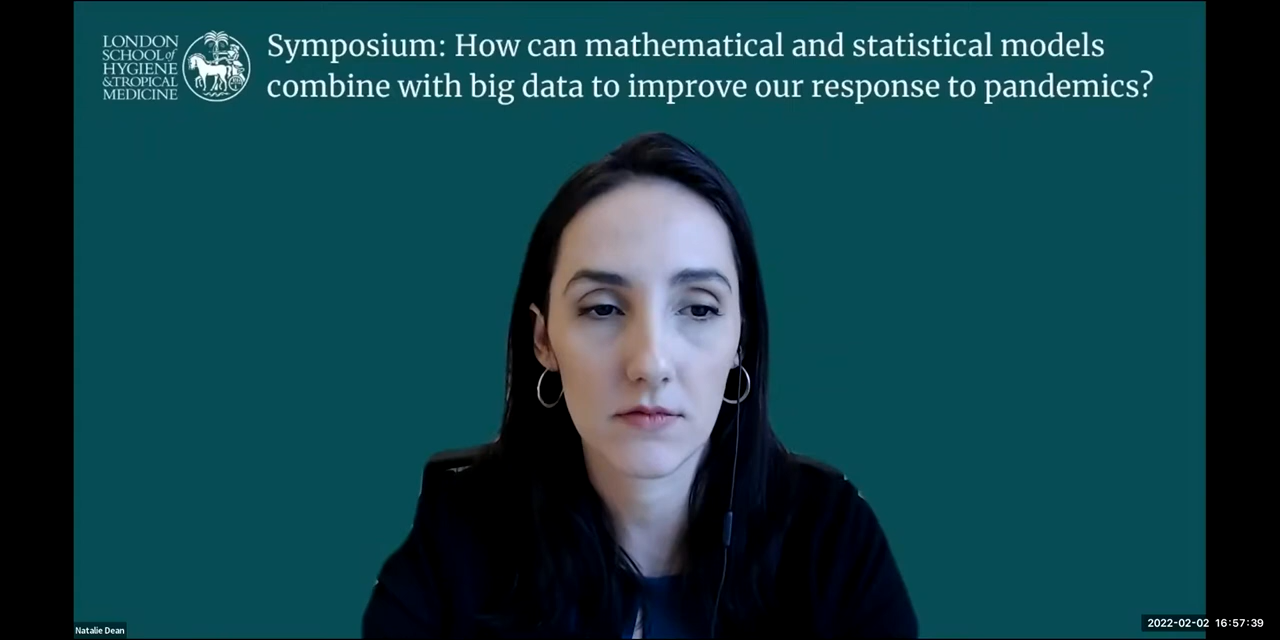 LONDON
SCHOOL of
HYGIENE
& TROPICAL
MEDICINE
Symposium: How can mathematical and statistical models
combine with big data to improve our response to pandemics?
Natalie Dean
2022-02-02 16:57:39